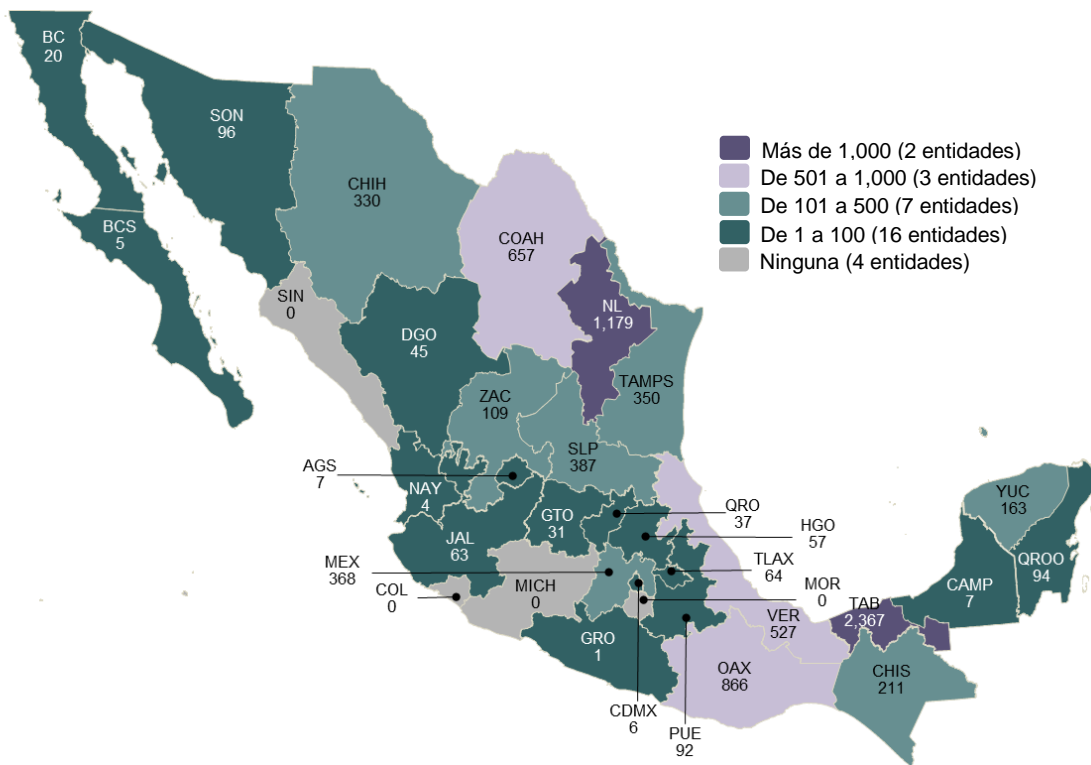 BC
20
SON
96
BCS
5
CHIH
330
COAH
657
SIN
0
DGO
45
NL
1,179
TAMPS
350
ZAC
109
SLP
387
AGS
7
NAY
4
JAL
63
GTO
31
QRO
37
HGO
57
TLAX
64
MEX
368
COL
0
MICH
0
MOR
0
GRO
1
CDMX
6
PUE
92
VER
527
OAX
866
TAB
2,367
CHIS
211
CAMP
7
YUC
163
QROO
94
Más de 1,000 (2 entidades)
De 501 a 1,000 (3 entidades)
De 101 a 500 (7 entidades)
De 1 a 100 (16 entidades)
Ninguna (4 entidades)